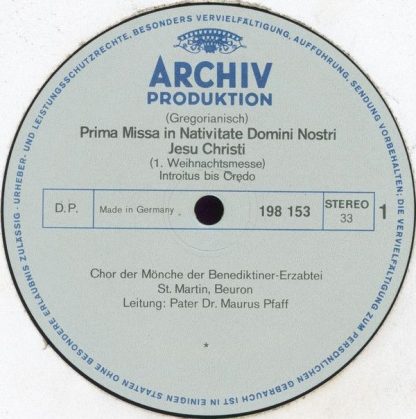 ARCHIV
PRODUKTION
(Gregorianisch)
Prima Missa in Nativitate Domini Nostri
Jesu Christi
(1. Weihnachtsmesse)
Introitus bis Credo
D.P.
Made in Germany
198 153
STEREO
33
1
Chor der Mönche der Benediktiner-Erzabtei
St. Martin, Beuron
Leitung: Pater Dr. Maurus Pfaff
*
URHEBER- UND LEISTUNGSSCHUTZRECHTE, BESONDERS VERVIELFÄLTIGUNG, AUFFÜHRUNG, SENDUNG VORBEHALTEN: DIE VERVIELFÄLTIGUNG ZUM PERSÖNLICHEN GEBRAUCH IST IN EINIGEN STAATEN OHNE BESONDERE ERLAUBNIS ZULÄSSIG ·